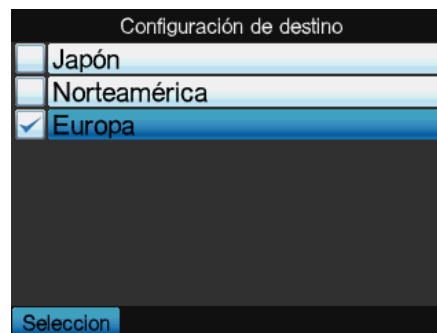 Configuración de destino
Japón
Norteamérica
Europa
Seleccion